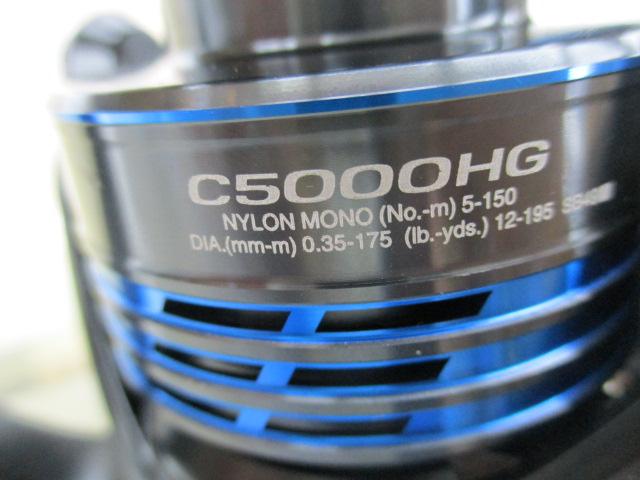 C5000HG
NYLON MONO (No.-m) 5-150
DIA.(mm-m) 0.35-175 (lb.-yds.) 12-195